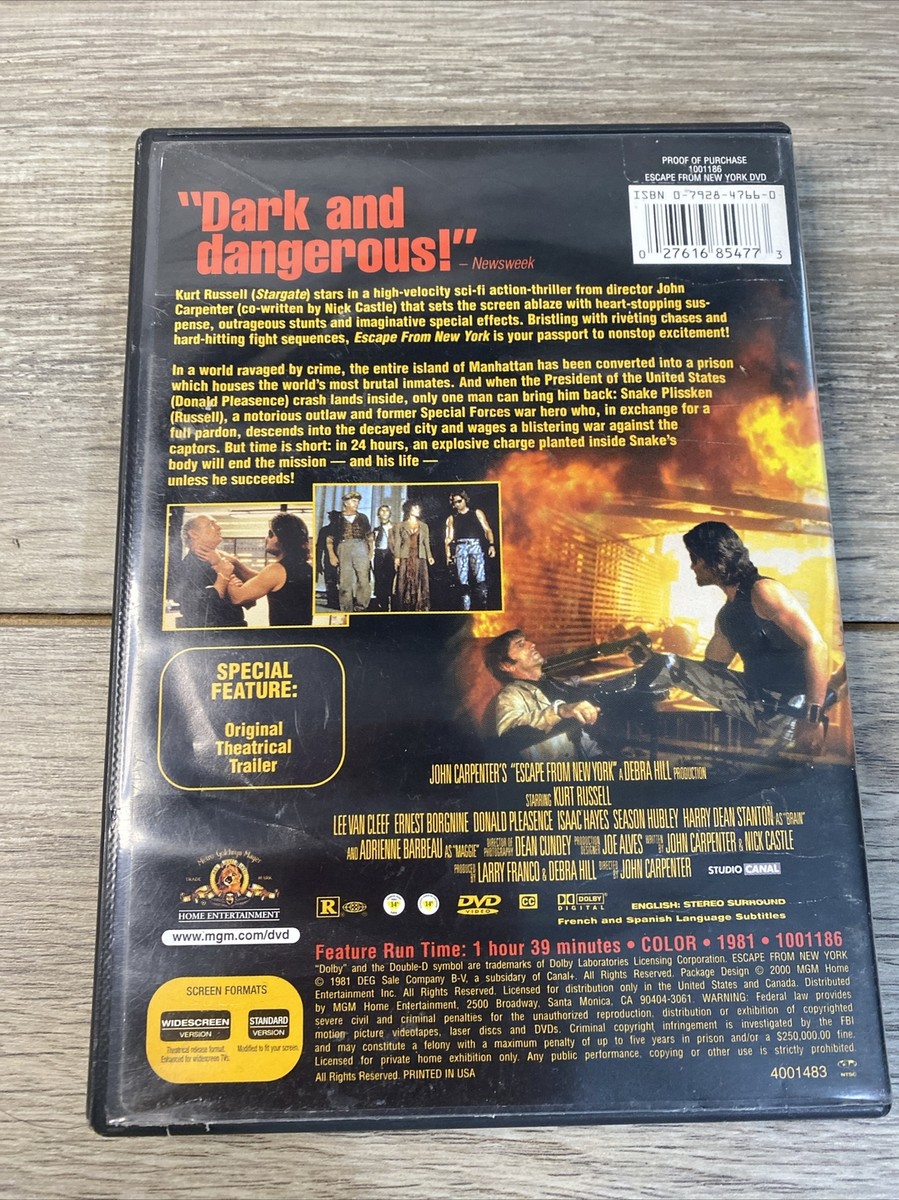 PROOF OF PURCHASE
1001186
ESCAPE FROM NEW YORK DVD
ISBN 0-7928-4766-0
0 27616 85477 3
"Dark and
dangerous!"
– Newsweek
Kurt Russell (Stargate) stars in a high-velocity sci-fi action-thriller from director John
Carpenter (co-written by Nick Castle) that sets the screen ablaze with heart-stopping sus-
pense, outrageous stunts and imaginative special effects. Bristling with riveting chases and
hard-hitting fight sequences, Escape From New York is your passport to nonstop excitement!
In a world ravaged by crime, the entire island of Manhattan has been converted into a prison
which houses the world's most brutal inmates. And when the President of the United States
(Donald Pleasence) crash lands inside, only one man can bring him back: Snake Plissken
(Russell), a notorious outlaw and former Special Forces war hero who, in exchange for a
full pardon, descends into the decayed city and wages a blistering war against the
captors. But time is short: in 24 hours, an explosive charge planted inside Snake's
body will end the mission — and his life —
unless he succeeds!
SPECIAL
FEATURE:
Original
Theatrical
Trailer
JOHN CARPENTER'S "ESCAPE FROM NEW YORK" A DEBRA HILL PRODUCTION
STARRING KURT RUSSELL
LEE VAN CLEEF ERNEST BORGNINE DONALD PLEASENCE ISAAC HAYES SEASON HUBLEY HARRY DEAN STANTON AS "BRAIN"
AND ADRIENNE BARBEAU AS "MAGGIE" DIRECTOR OF PHOTOGRAPHY DEAN CUNDEY PRODUCTION DESIGNER JOE ALVES WRITTEN BY JOHN CARPENTER & NICK CASTLE
PRODUCED BY LARRY FRANCO & DEBRA HILL DIRECTED BY JOHN CARPENTER STUDIO CANAL
Metro Goldwyn Mayer
TRADE MARK
HOME ENTERTAINMENT
www.mgm.com/dvd
R 14 14 DVD VIDEO CC DOLBY DIGITAL
ENGLISH: STEREO SURROUND
French and Spanish Language Subtitles
Feature Run Time: 1 hour 39 minutes • COLOR • 1981 • 1001186
"Dolby" and the Double-D symbol are trademarks of Dolby Laboratories Licensing Corporation. ESCAPE FROM NEW YORK
© 1981 DEG Sale Company B-V, a subsidiary of Canal+. All Rights Reserved. Package Design © 2000 MGM Home
Entertainment Inc. All Rights Reserved. Licensed for distribution only in the United States and Canada. Distributed
by MGM Home Entertainment, 2500 Broadway, Santa Monica, CA 90404-3061. WARNING: Federal law provides
severe civil and criminal penalties for the unauthorized reproduction, distribution or exhibition of copyrighted
motion picture, videotapes, laser discs and DVDs. Criminal copyright infringement is investigated by the FBI
and may constitute a felony with a maximum penalty of up to five years in prison and/or a $250,000.00 fine.
Licensed for private home exhibition only. Any public performance, copying or other use is strictly prohibited.
All Rights Reserved. PRINTED IN USA
4001483
NTSC
SCREEN FORMATS
WIDESCREEN
VERSION
Theatrical release format.
Enhanced for widescreen TVs.
STANDARD
VERSION
Modified to fit your screen.